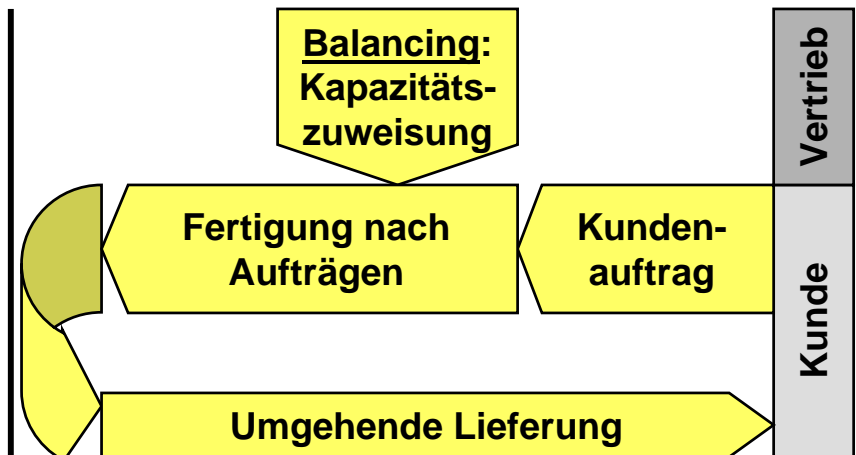 Balancing:
Kapazitäts-
zuweisung
Vertrieb
Fertigung nach
Aufträgen
Kunden-
auftrag
Kunde
Umgehende Lieferung